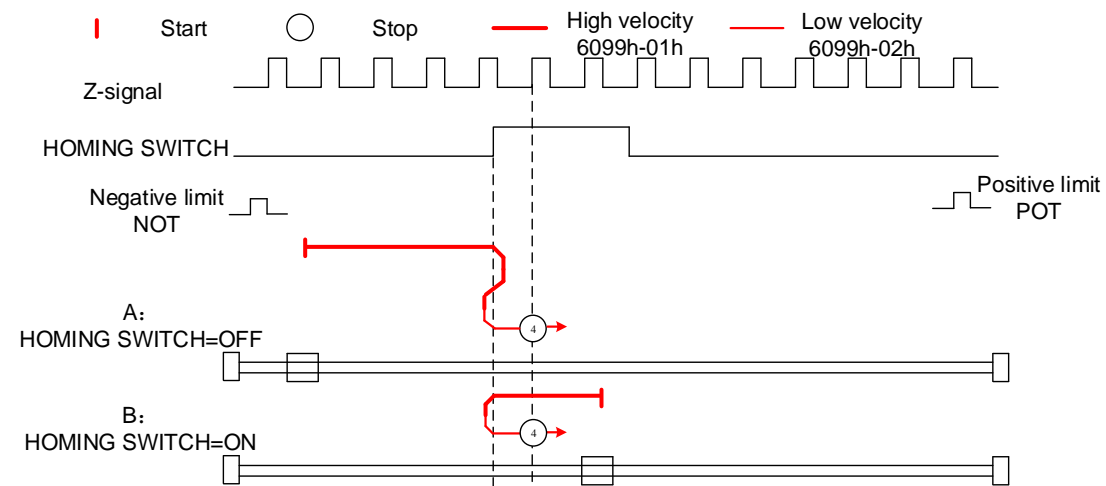 Start
Stop
High velocity
6099h-01h
Low velocity
6099h-02h
Z-signal
HOMING SWITCH
Negative limit
NOT
Positive limit
POT
A：
HOMING SWITCH=OFF
4
B：
HOMING SWITCH=ON
4